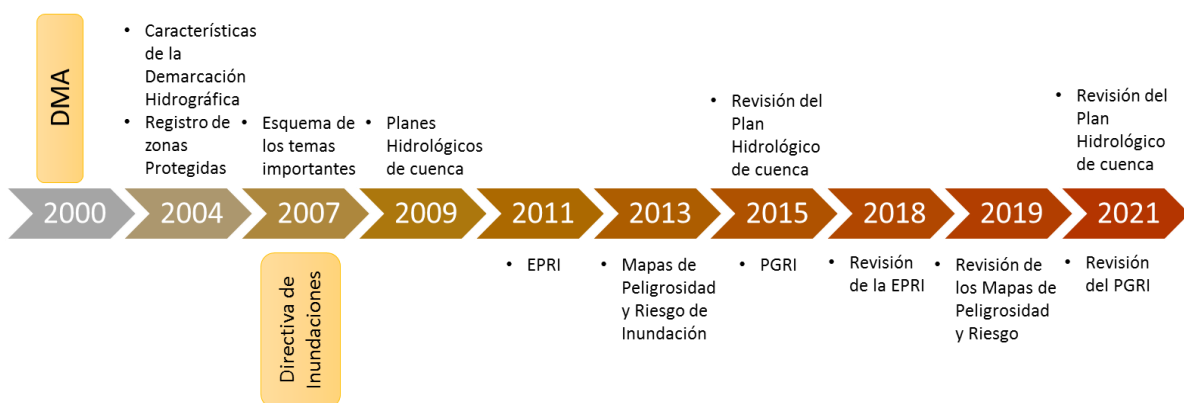 DMA
• Características
de la
Demarcación
Hidrográfica
• Registro de
zonas
Protegidas
• Esquema de
los temas
importantes
• Planes
Hidrológicos
de cuenca
• Revisión del
Plan
Hidrológico
de cuenca
• Revisión del
Plan
Hidrológico
de cuenca
2000
2004
2007
2009
2011
2013
2015
2018
2019
2021
Directiva de
Inundaciones
• EPRI
• Mapas de
Peligrosidad
y Riesgo de
Inundación
• PGRI
• Revisión
de la EPRI
• Revisión de
los Mapas de
Peligrosidad
y Riesgo
• Revisión
del PGRI